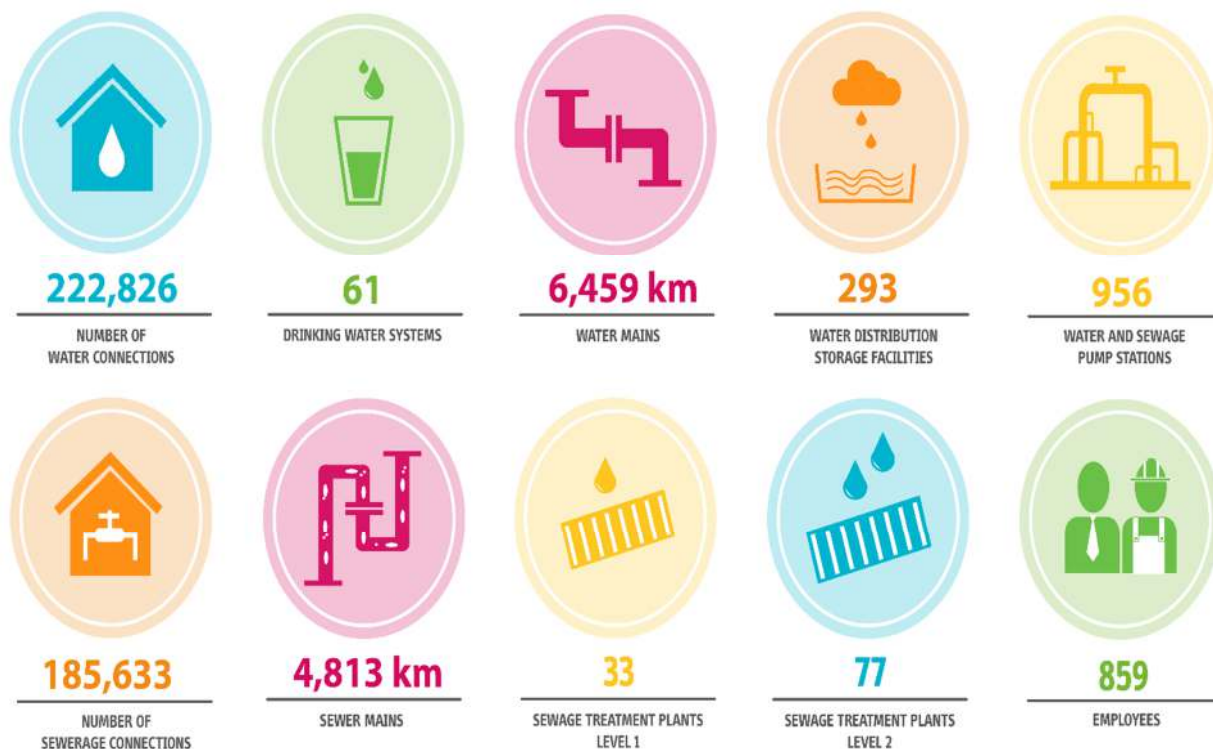 222,826
NUMBER OF
WATER CONNECTIONS
61
DRINKING WATER SYSTEMS
6,459 km
WATER MAINS
293
WATER DISTRIBUTION
STORAGE FACILITIES
956
WATER AND SEWAGE
PUMP STATIONS
185,633
NUMBER OF
SEWERAGE CONNECTIONS
4,813 km
SEWER MAINS
33
SEWAGE TREATMENT PLANTS
LEVEL 1
77
SEWAGE TREATMENT PLANTS
LEVEL 2
859
EMPLOYEES